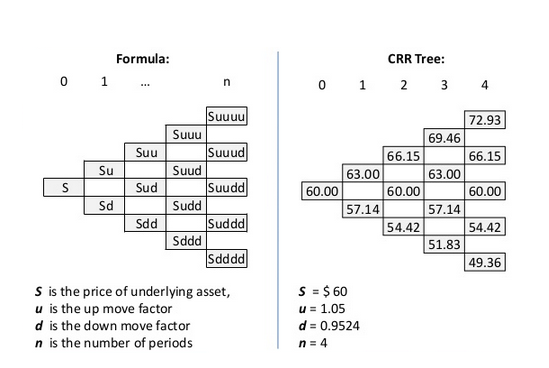 Formula:
0 1 ... n
Suuuu
Suuu
Suu Suuud
Su Suud
S Sud Suudd
Sd Sudd
Sdd Suddd
Sddd
Sdddd
S is the price of underlying asset,
u is the up move factor
d is the down move factor
n is the number of periods
CRR Tree:
0 1 2 3 4
72.93
69.46
66.15 66.15
63.00 63.00
60.00 60.00 60.00
57.14 57.14
54.42 54.42
51.83
49.36
S = $ 60
u = 1.05
d = 0.9524
n = 4